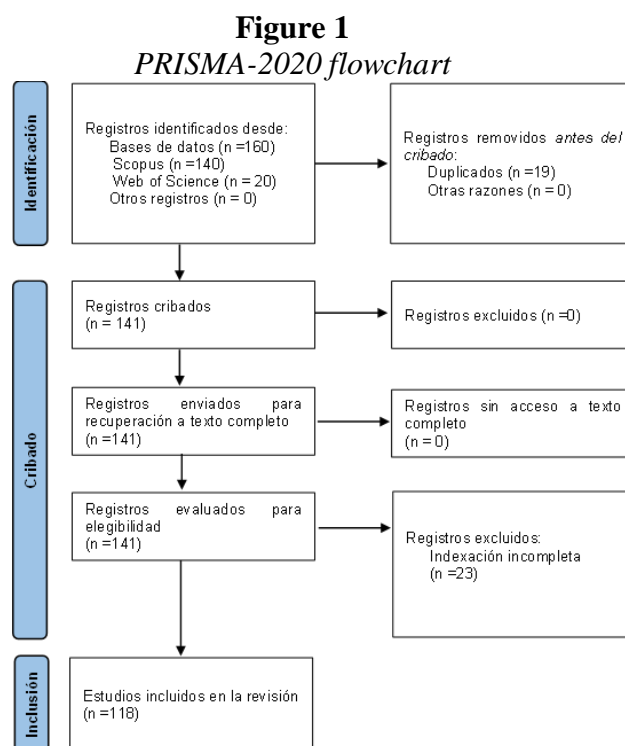 Figure 1
PRISMA-2020 flowchart
Identificación
Registros identificados desde:
Bases de datos (n =160)
Scopus (n =140)
Web of Science (n = 20)
Otros registros (n = 0)
Registros removidos antes del
cribado:
Duplicados (n =19)
Otras razones (n = 0)
Cribado
Registros cribados
(n = 141)
Registros excluidos (n =0)
Registros enviados para
recuperación a texto completo
(n =141)
Registros sin acceso a texto
completo
(n = 0)
Registros evaluados para
elegibilidad
(n =141)
Registros excluidos:
Indexación incompleta
(n =23)
Inclusión
Estudios incluidos en la revisión
(n =118)